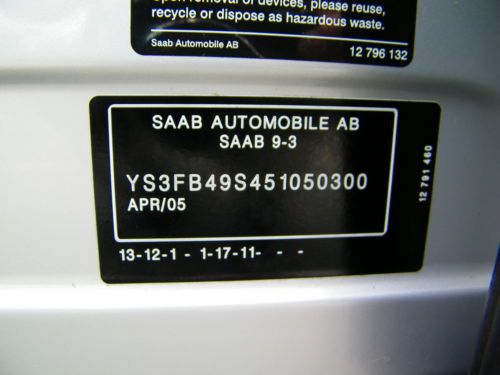 upon removal of devices, please reuse,
recycle or dispose as hazardous waste.
Saab Automobile AB
12 796 132
SAAB AUTOMOBILE AB
SAAB 9-3
YS3FB49S451050300
APR/05
13-12-1 - 1-17-11- - -
12 791 460